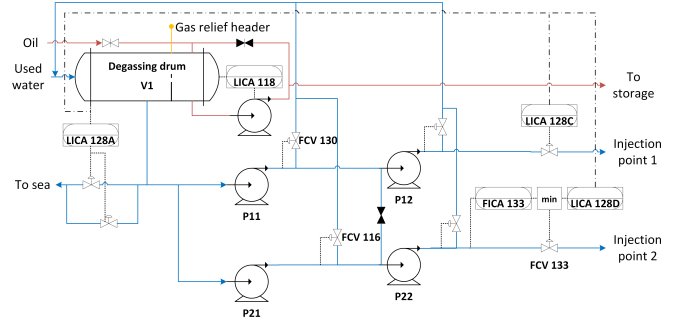 Gas relief header
Oil
Used
water
Degassing drum
V1
LICA 118
To
storage
LICA 128A
FCV 130
LICA 128C
Injection
point 1
To sea
P11
P12
FICA 133
min
LICA 128D
FCV 116
Injection
point 2
FCV 133
P21
P22